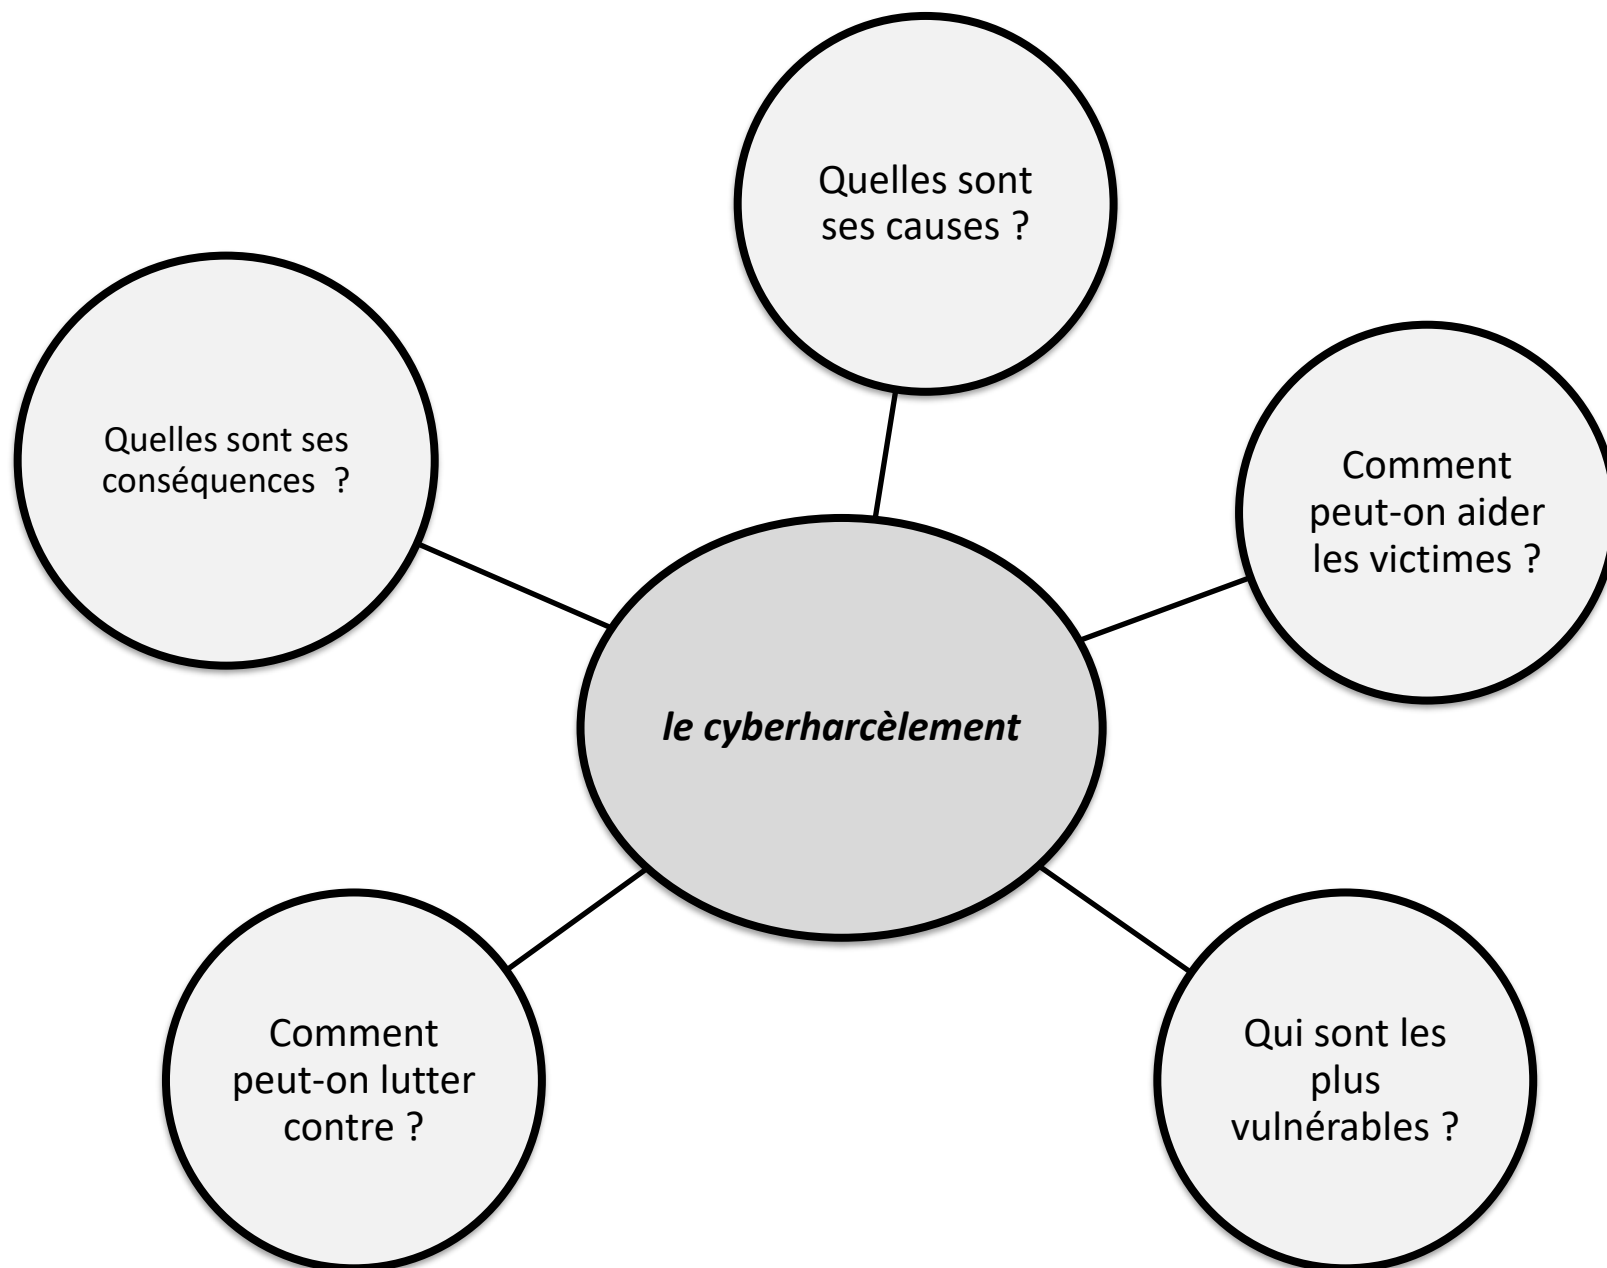 Quelles sont
ses causes ?
Quelles sont ses
conséquences  ?
Comment
peut-on aider
les victimes ?
le cyberharcèlement
Comment
peut-on lutter
contre ?
Qui sont les
plus
vulnérables ?